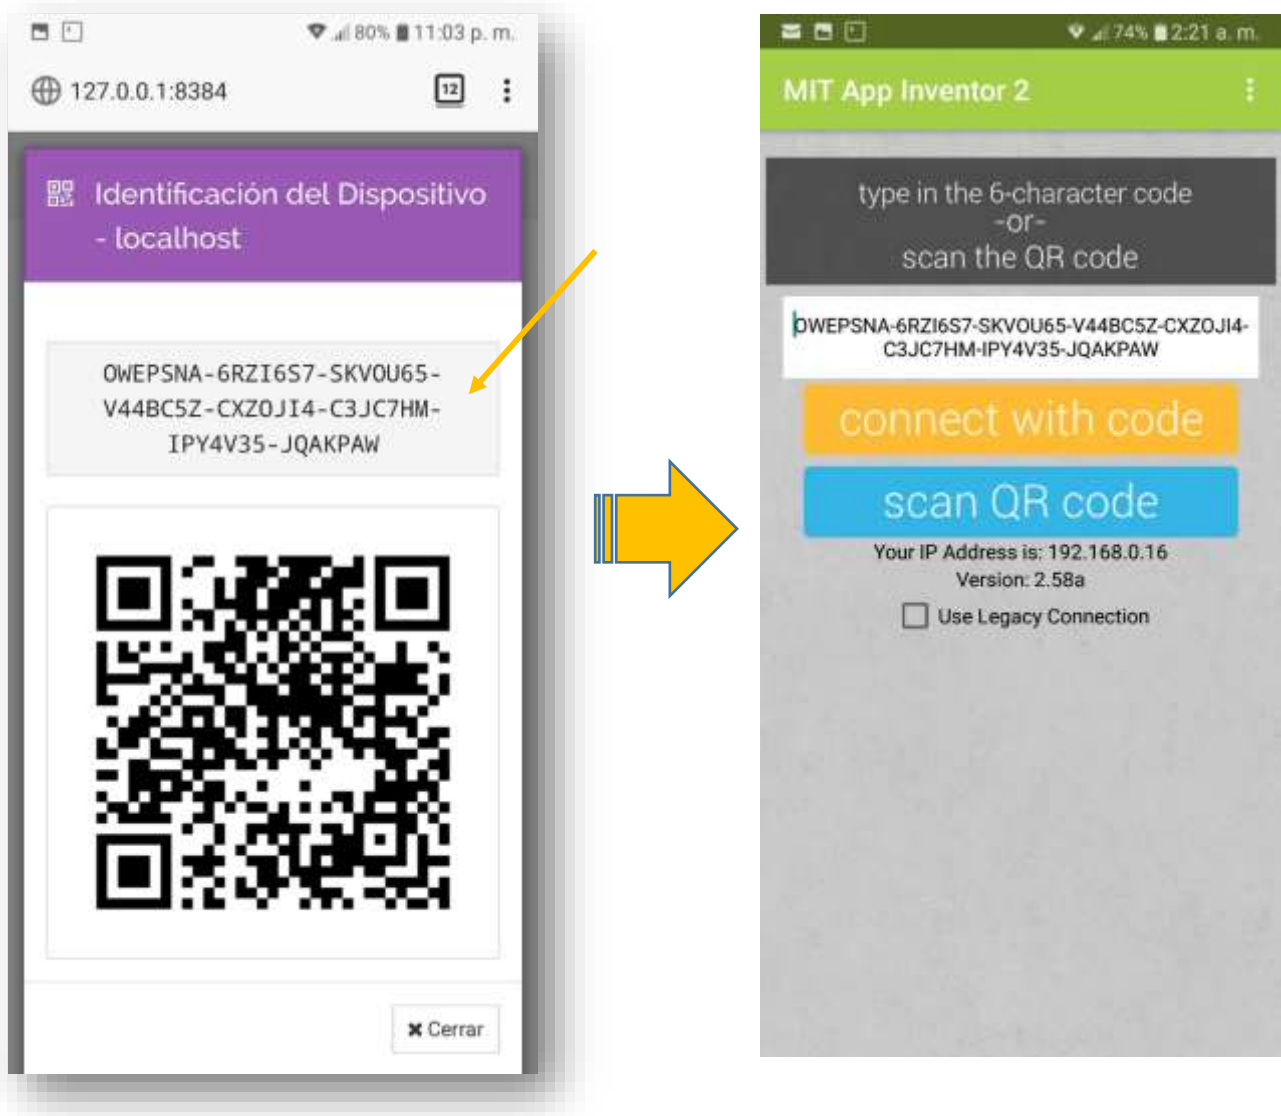 80% 11:03 p. m.
127.0.0.1:8384
12
Identificación del Dispositivo
- localhost
OWEPSNA-6RZI6S7-SKVOU65-
V44BC5Z-CXZOJI4-C3JC7HM-
IPY4V35-JQAKPAW
Cerrar
74% 2:21 a. m.
MIT App Inventor 2
type in the 6-character code
-or-
scan the QR code
OWEPSNA-6RZI6S7-SKVOU65-V44BC5Z-CXZOJI4-
C3JC7HM-IPY4V35-JQAKPAW
connect with code
scan QR code
Your IP Address is: 192.168.0.16
Version: 2.58a
Use Legacy Connection